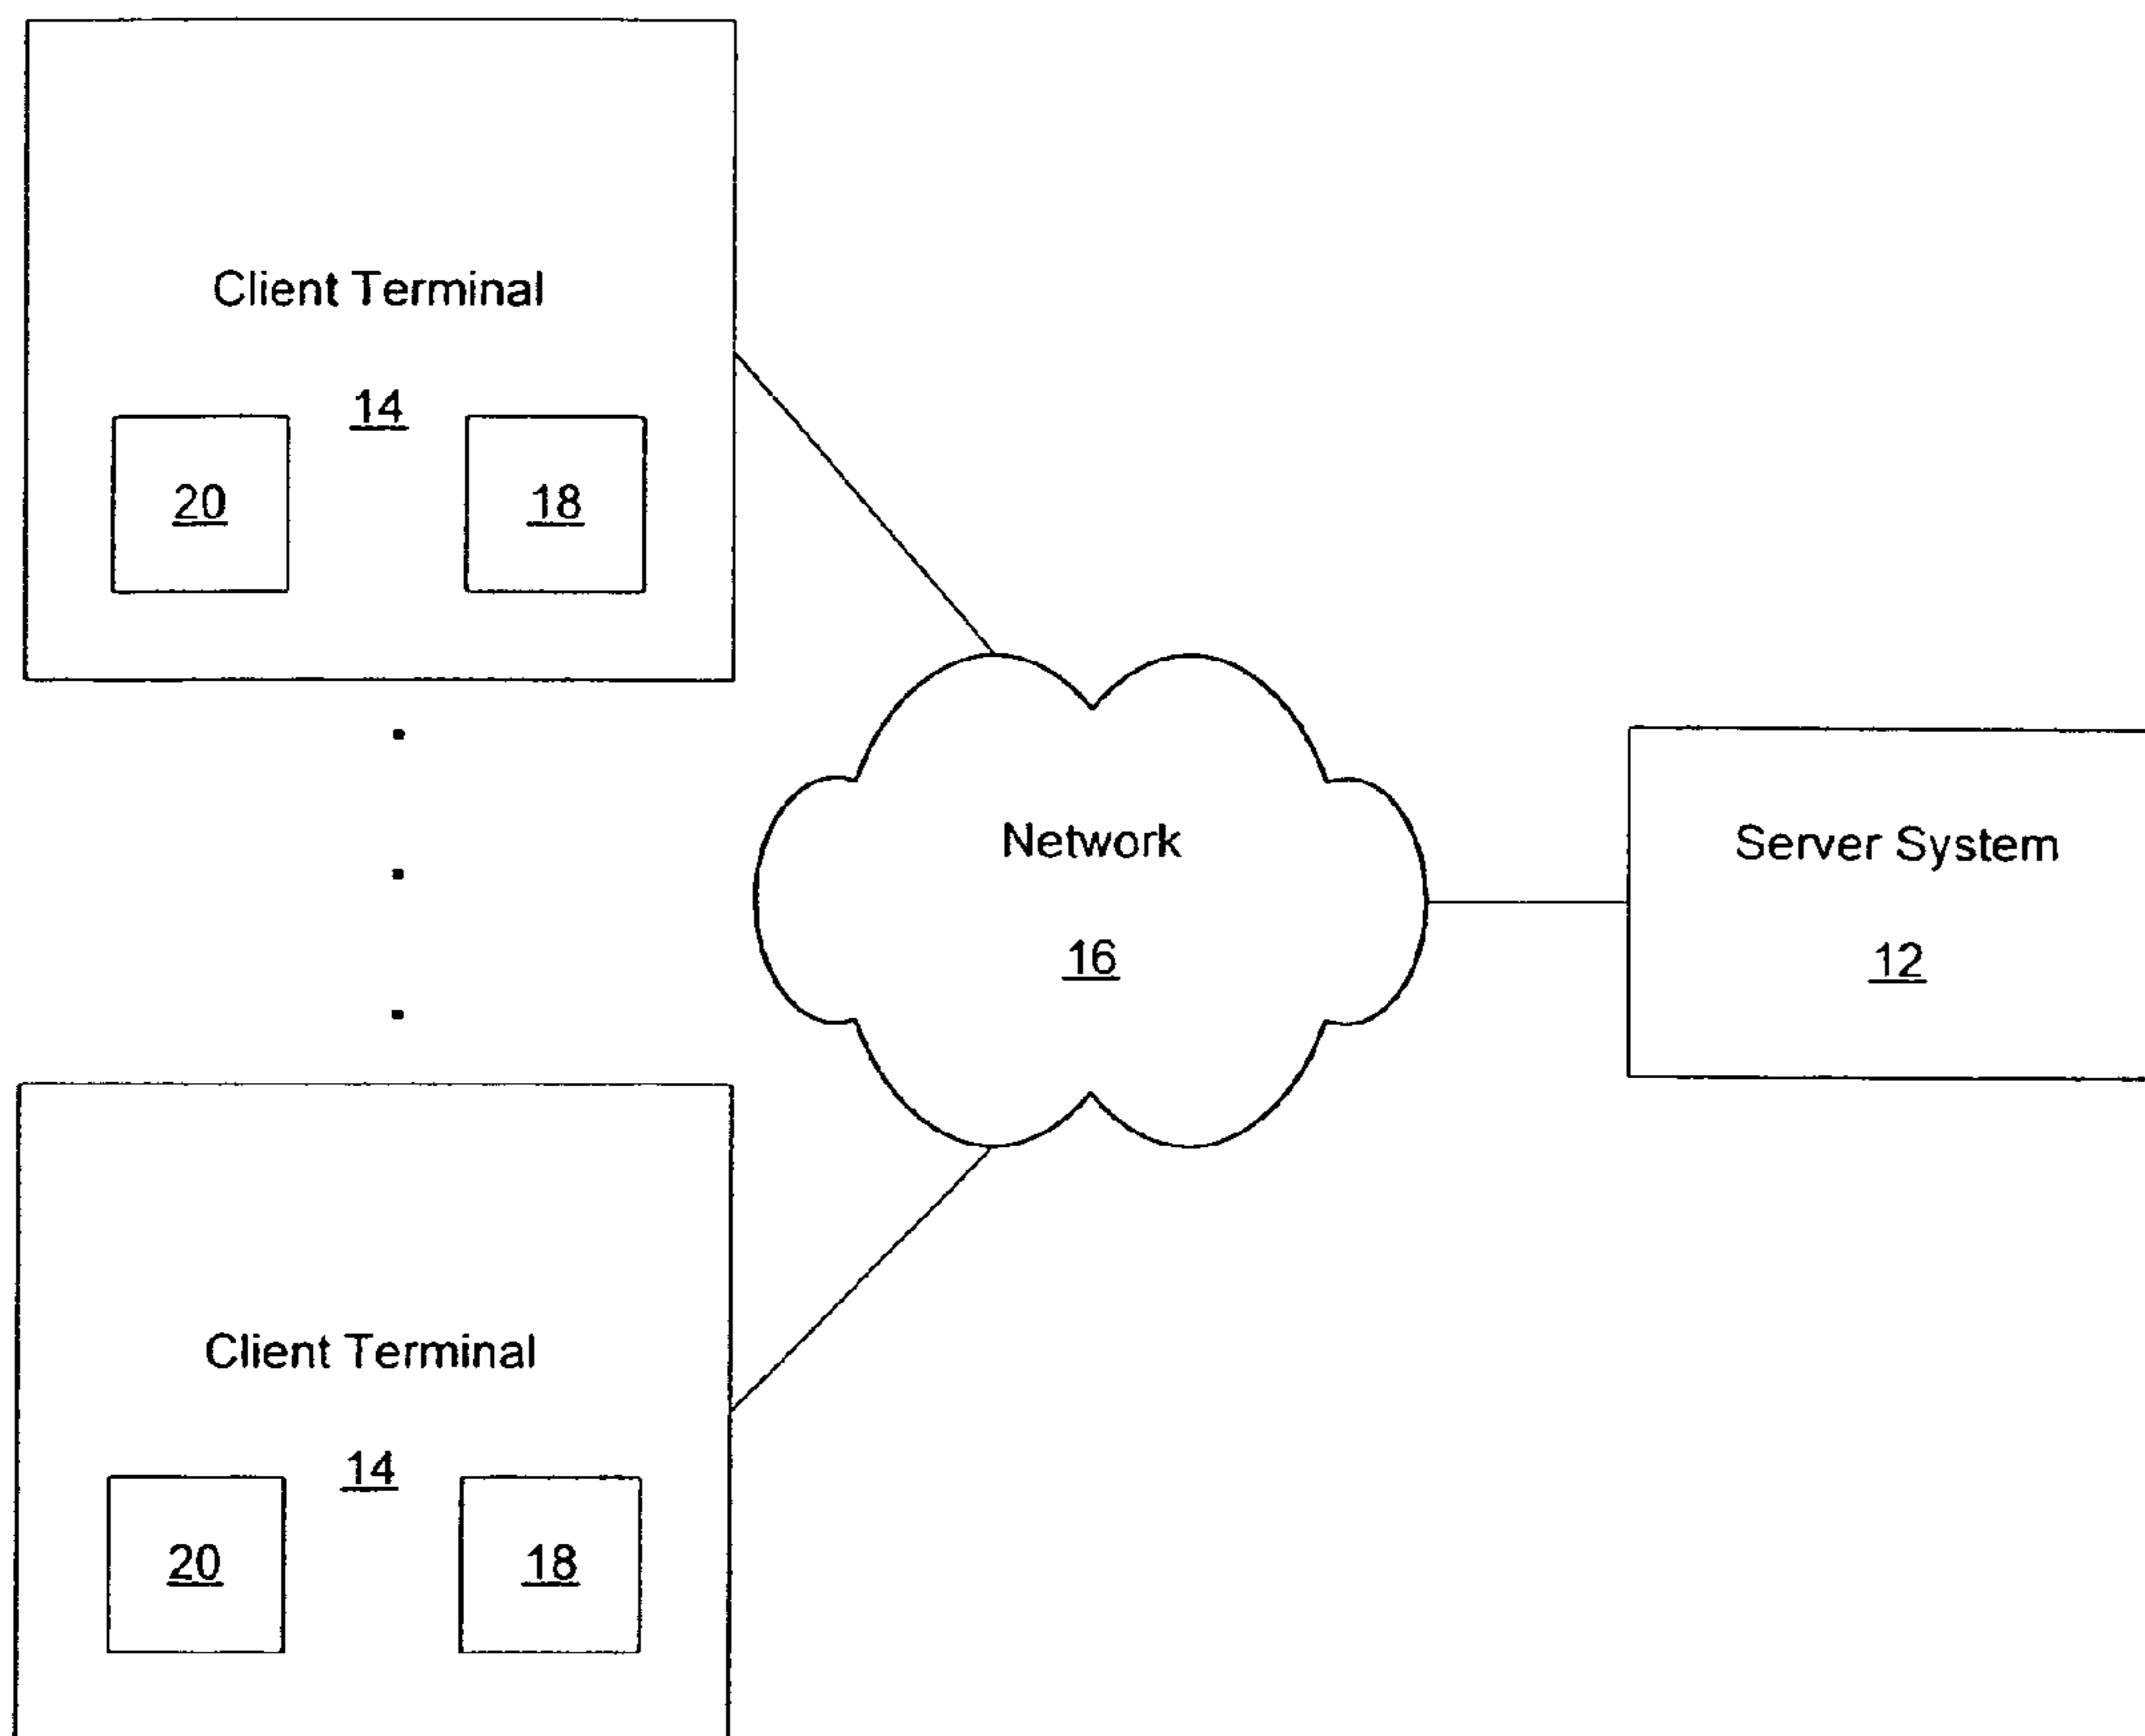 Client Terminal
14
20
18
Network
16
Server System
12
Client Terminal
14
20
18